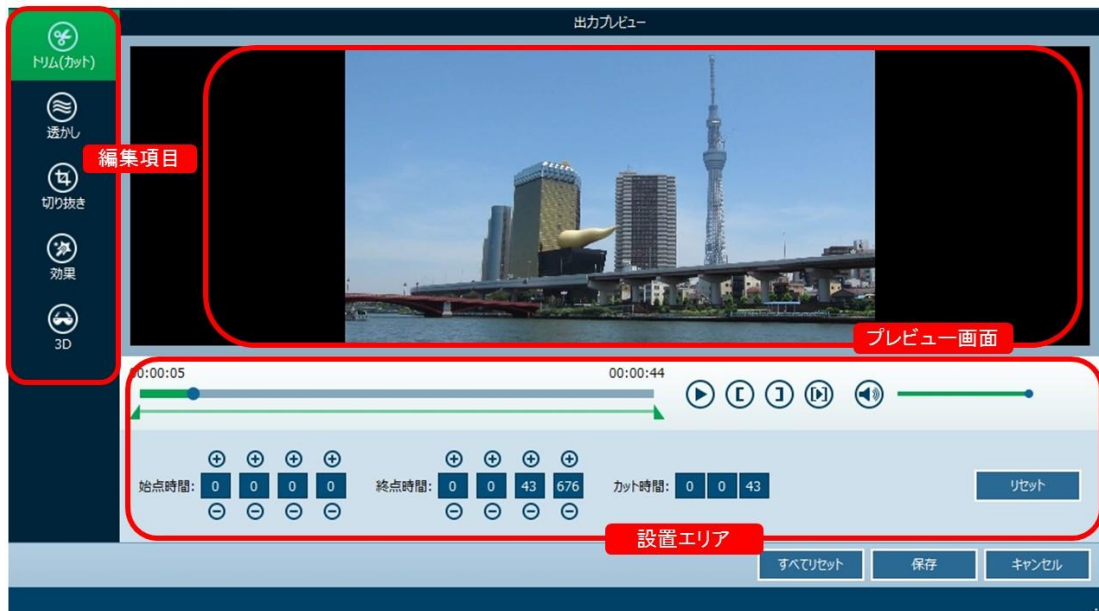 出力プレビュー
トリム(カット)
透かし
編集項目
切り抜き
効果
3D
プレビュー画面
00:00:05
00:00:44
始点時間: 0 0 0 0
終点時間: 0 0 43 676
カット時間: 0 0 43
リセット
設置エリア
すべてリセット
保存
キャンセル